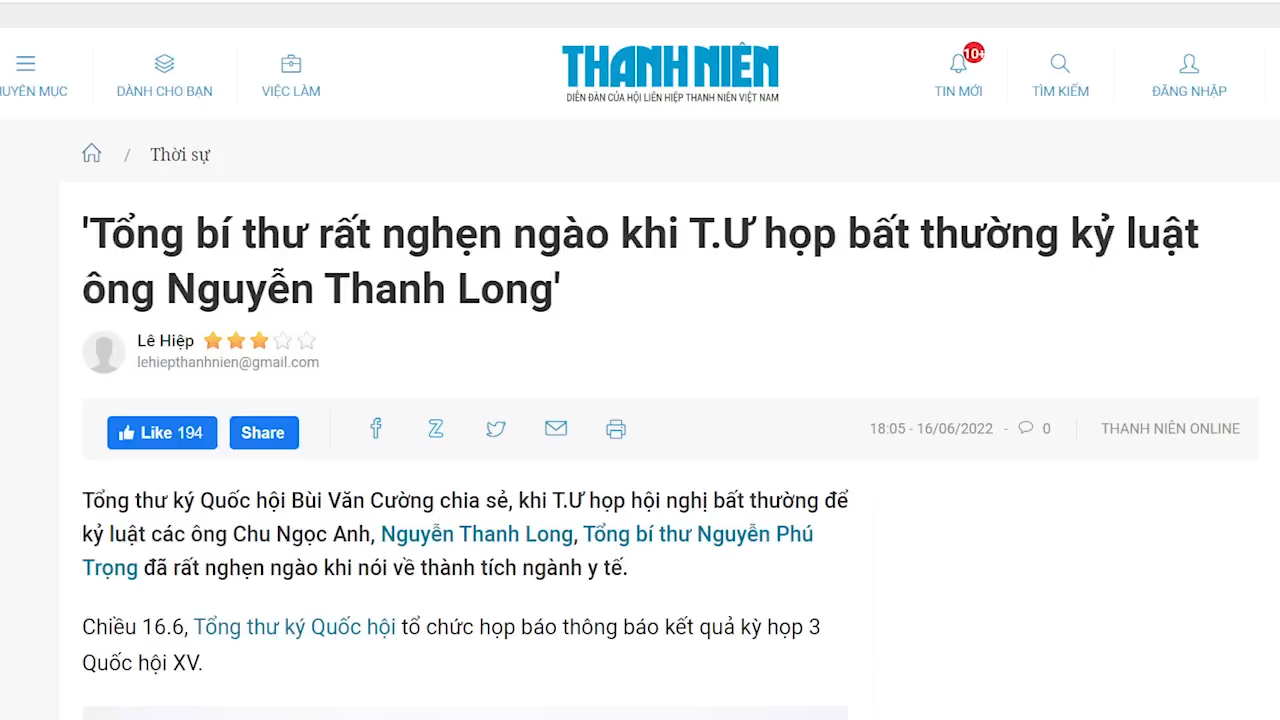 UYÊN MỤC
DÀNH CHO BẠN
VIỆC LÀM
THANH NIÊN
DIỄN ĐÀN CỦA HỘI LIÊN HIỆP THANH NIÊN VIỆT NAM
10+
TIN MỚI
TÌM KIẾM
ĐĂNG NHẬP
/ Thời sự
'Tổng bí thư rất nghẹn ngào khi T.Ư họp bất thường kỷ luật
ông Nguyễn Thanh Long'
Lê Hiệp
lehiepthanhnien@gmail.com
Like 194
Share
18:05 - 16/06/2022 - 0
THANH NIÊN ONLINE
Tổng thư ký Quốc hội Bùi Văn Cường chia sẻ, khi T.Ư họp hội nghị bất thường để
kỷ luật các ông Chu Ngọc Anh, Nguyễn Thanh Long, Tổng bí thư Nguyễn Phú
Trọng đã rất nghẹn ngào khi nói về thành tích ngành y tế.
Chiều 16.6, Tổng thư ký Quốc hội tổ chức họp báo thông báo kết quả kỳ họp 3
Quốc hội XV.